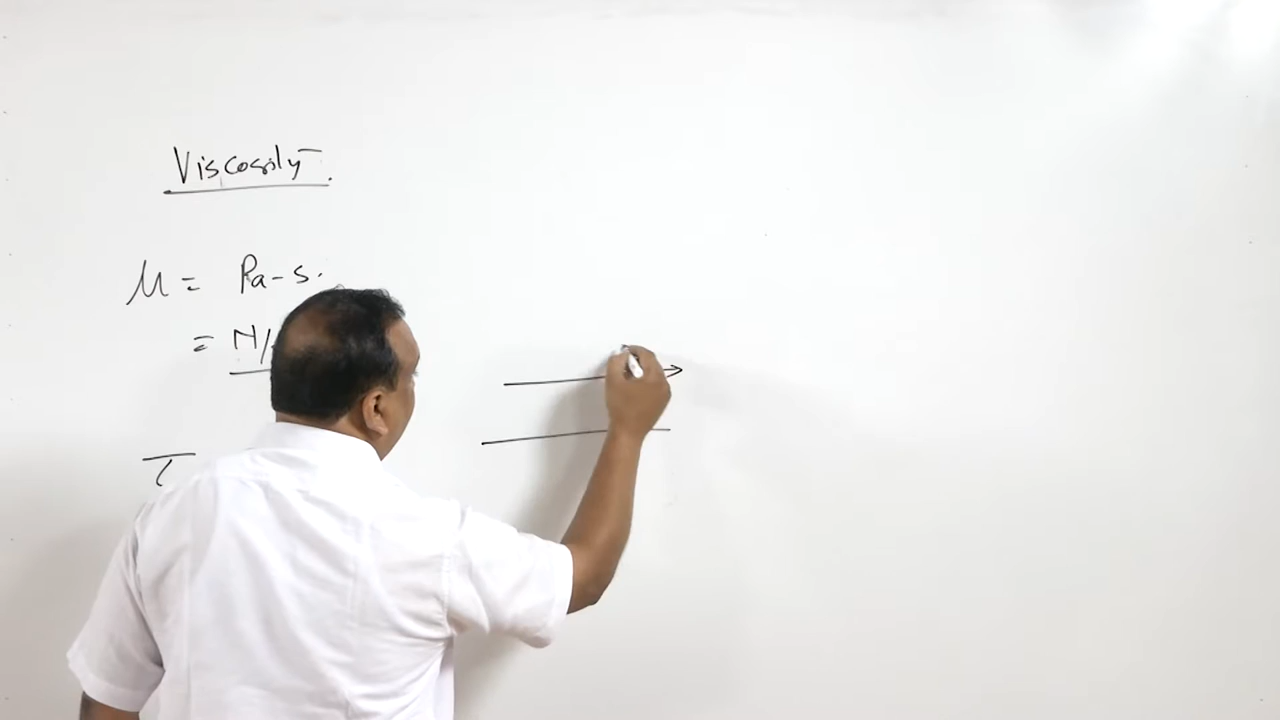 Viscosity.
μ = Pa-s.
= N/
τ